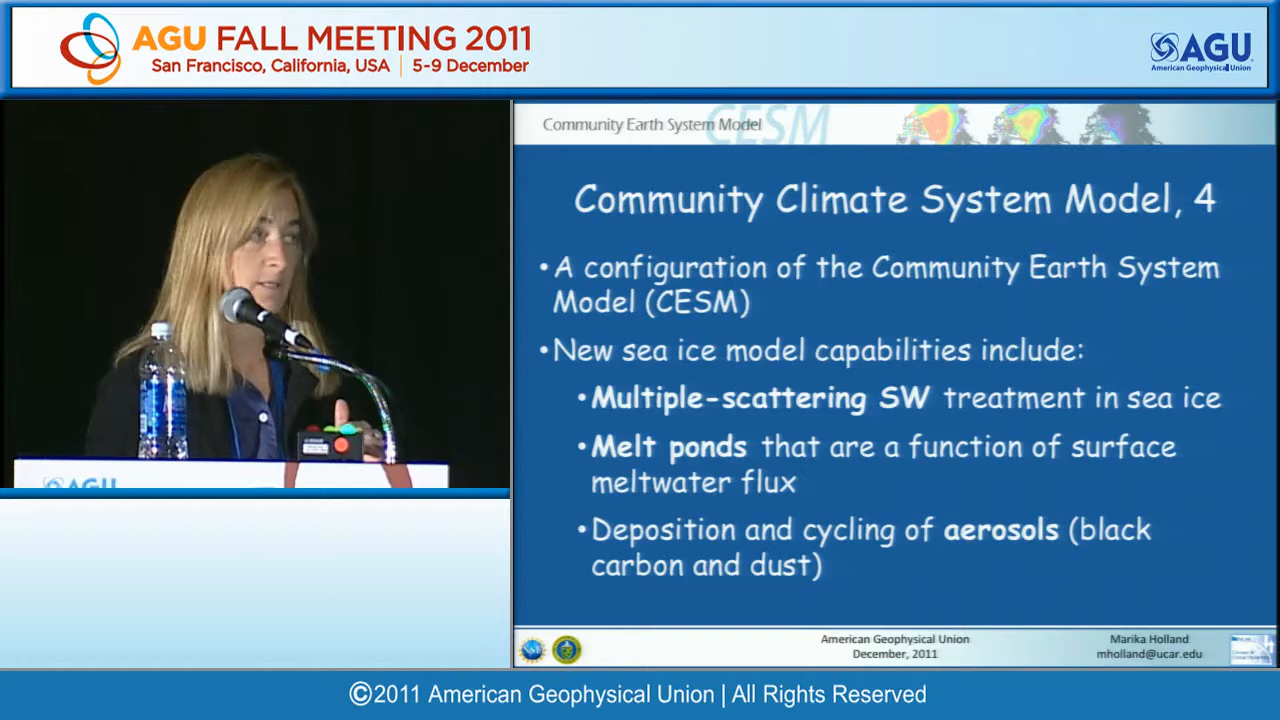 AGU FALL MEETING 2011
San Francisco, California, USA | 5-9 December
AGU
American Geophysical Union
Community Earth System Model
CESM
Community Climate System Model, 4
• A configuration of the Community Earth System
Model (CESM)
• New sea ice model capabilities include:
• Multiple-scattering SW treatment in sea ice
• Melt ponds that are a function of surface
meltwater flux
• Deposition and cycling of aerosols (black
carbon and dust)
AGU
American Geophysical Union
December, 2011
Marika Holland
mholland@ucar.edu
©2011 American Geophysical Union | All Rights Reserved